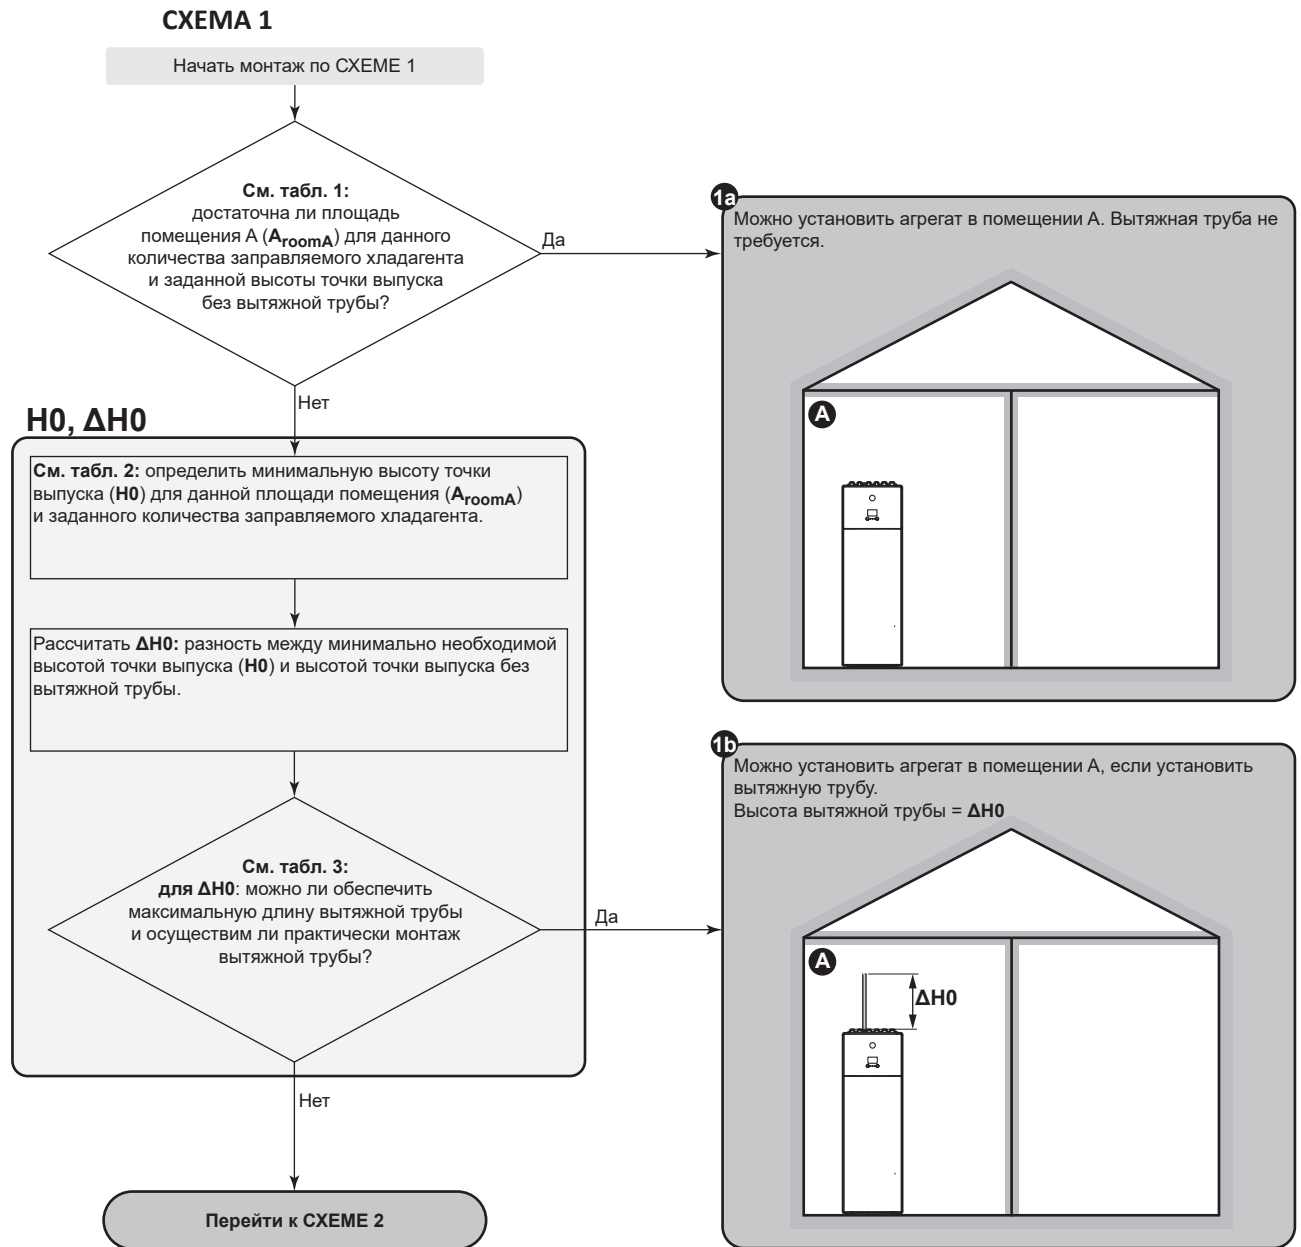 СХЕМА 1
Начать монтаж по СХЕМЕ 1
См. табл. 1:
достаточна ли площадь
помещения A (AroomA) для данного
количества заправляемого хладагента
и заданной высоты точки выпуска
без вытяжной трубы?
Да
Нет
1a
Можно установить агрегат в помещении A. Вытяжная труба не
требуется.
A
H0, ΔH0
См. табл. 2: определить минимальную высоту точки
выпуска (H0) для данной площади помещения (AroomA)
и заданного количества заправляемого хладагента.
Рассчитать ΔH0: разность между минимально необходимой
высотой точки выпуска (H0) и высотой точки выпуска без
вытяжной трубы.
См. табл. 3:
для ΔH0: можно ли обеспечить
максимальную длину вытяжной трубы
и осуществим ли практически монтаж
вытяжной трубы?
Да
Нет
1b
Можно установить агрегат в помещении A, если установить
вытяжную трубу.
Высота вытяжной трубы = ΔH0
A
ΔH0
Перейти к СХЕМЕ 2